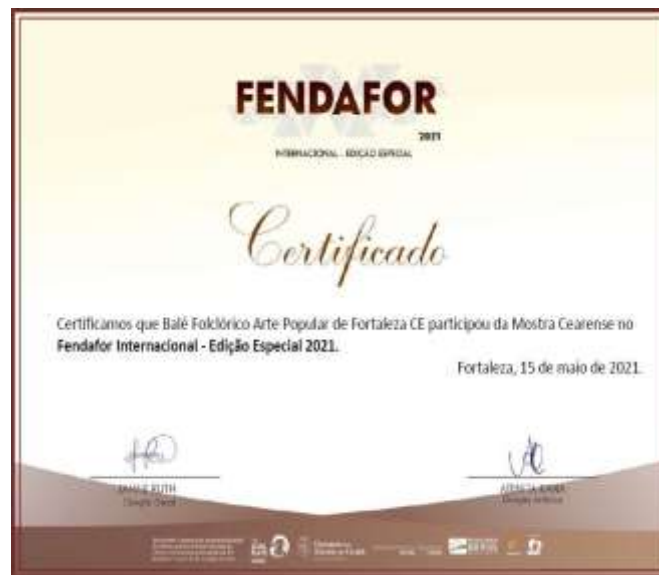 FENDAFOR
2021
INTERNACIONAL - EDIÇÃO ESPECIAL
Certificado
Certificamos que Balé Folclórico Arte Popular de Fortaleza CE participou da Mostra Cearense no
Fendafor Internacional - Edição Especial 2021.
Fortaleza, 15 de maio de 2021.
RUTH